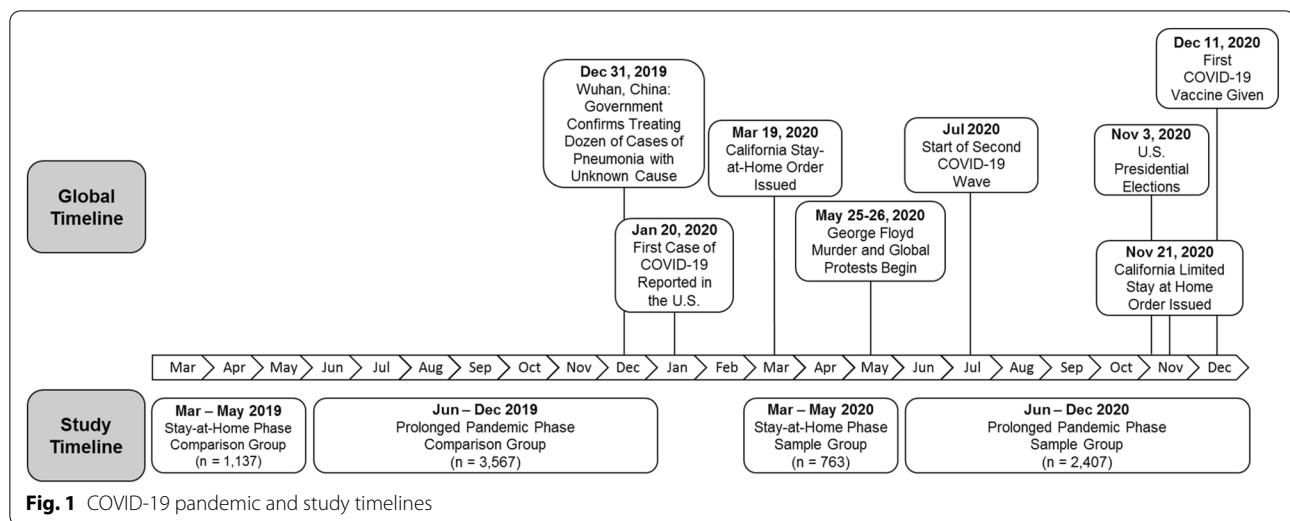 Global
Timeline
Dec 31, 2019
Wuhan, China:
Government
Confirms Treating
Dozen of Cases of
Pneumonia with
Unknown Cause
Jan 20, 2020
First Case of
COVID-19
Reported in
the U.S.
Mar 19, 2020
California Stay-
at-Home Order
Issued
May 25-26, 2020
George Floyd
Murder and Global
Protests Begin
Jul 2020
Start of Second
COVID-19
Wave
Nov 3, 2020
U.S.
Presidential
Elections
Nov 21, 2020
California Limited
Stay at Home
Order Issued
Dec 11, 2020
First
COVID-19
Vaccine Given
Mar Apr May Jun Jul Aug Sep Oct Nov Dec Jan Feb Mar Apr May Jun Jul Aug Oct Nov Dec
Study
Timeline
Mar – May 2019
Stay-at-Home Phase
Comparison Group
(n = 1,137)
Jun – Dec 2019
Prolonged Pandemic Phase
Comparison Group
(n = 3,567)
Mar – May 2020
Stay-at-Home Phase
Sample Group
(n = 763)
Jun – Dec 2020
Prolonged Pandemic Phase
Sample Group
(n = 2,407)
Fig. 1 COVID-19 pandemic and study timelines